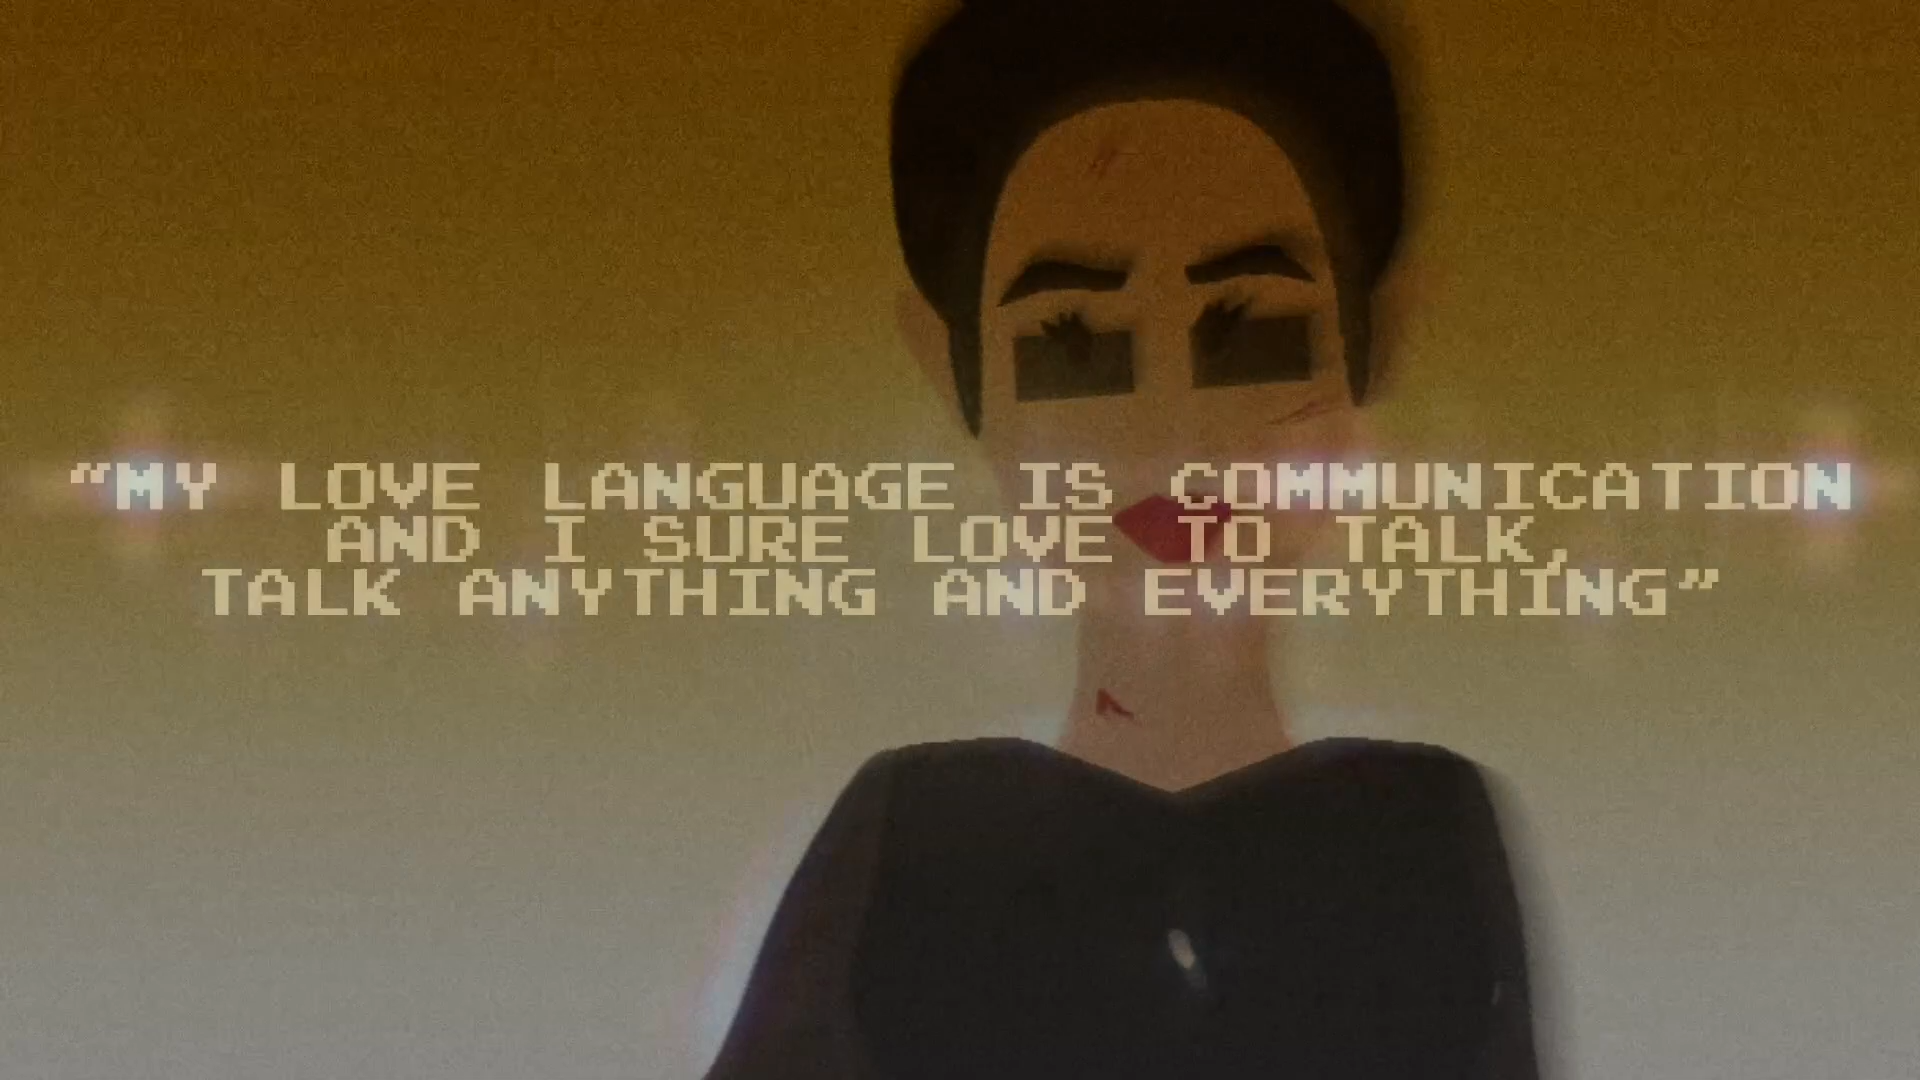 “MY LOVE LANGUAGE IS COMMUNICATION
AND I SURE LOVE TO TALK,
TALK ANYTHING AND EVERYTHING”